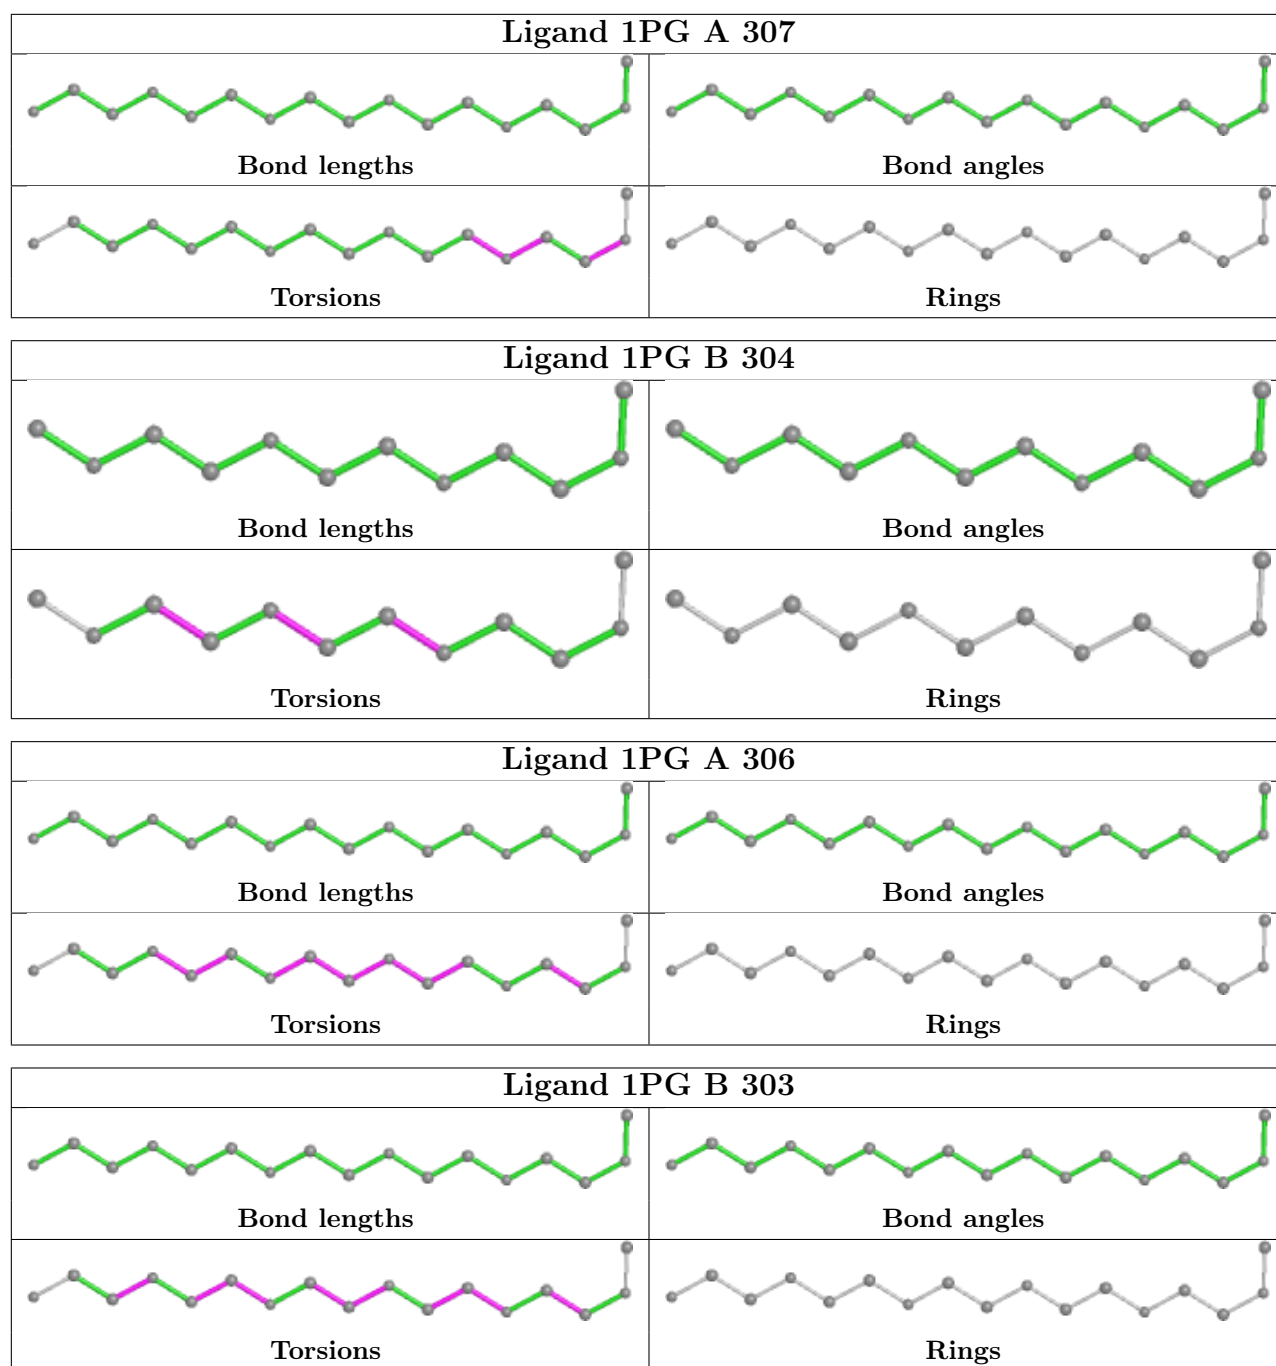 Ligand 1PG A 307
Bond lengths
Bond angles
Torsions
Rings
Ligand 1PG B 304
Bond lengths
Bond angles
Torsions
Rings
Ligand 1PG A 306
Bond lengths
Bond angles
Torsions
Rings
Ligand 1PG B 303
Bond lengths
Bond angles
Torsions
Rings